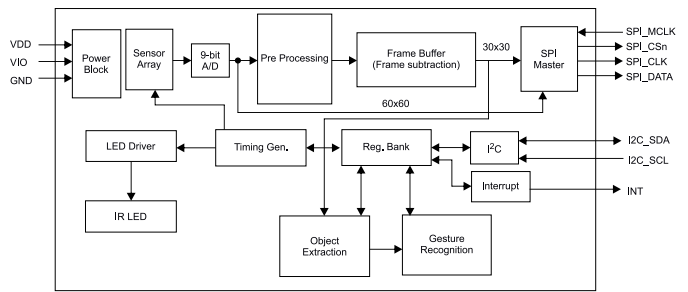 VDD
VIO
GND
Power
Block
Sensor
Array
9-bit
A/D
Pre Processing
Frame Buffer
(Frame subtraction)
30x30
SPI
Master
SPI_MCLK
SPI_CSn
SPI_CLK
SPI_DATA
60x60
LED Driver
Timing Gen.
Reg. Bank
I2C
I2C_SDA
I2C_SCL
Interrupt
INT
IR LED
Object
Extraction
Gesture
Recognition